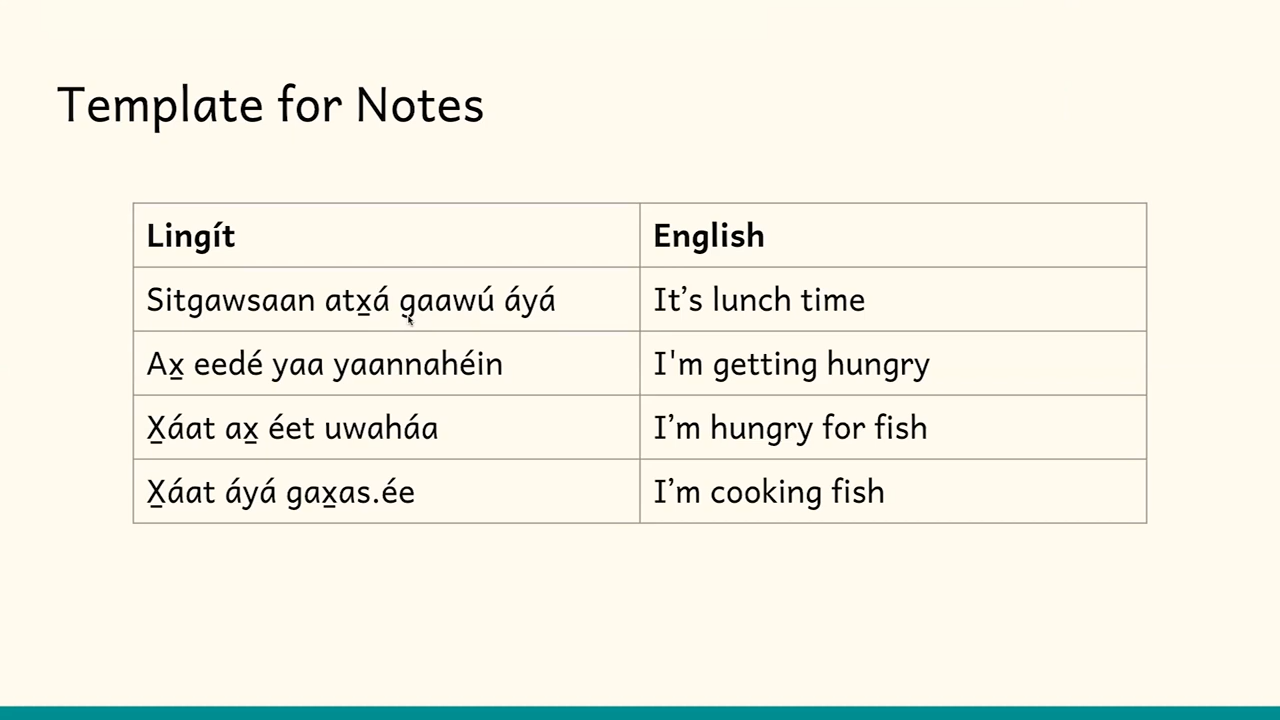 Template for Notes
Lingít English
Sitgawsaan atx̱á gaawú áyá It’s lunch time
Ax̱ eedé yaa yaannahéin I'm getting hungry
X̱áat ax̱ éet uwaháa I’m hungry for fish
X̱áat áyá gax̱as.ée I’m cooking fish